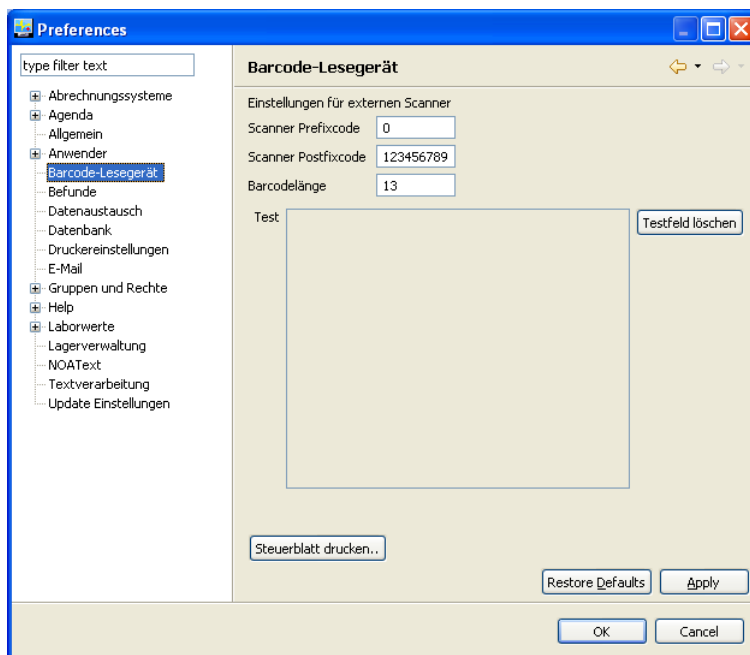 Preferences
type filter text
Abrechnungssysteme
Agenda
Allgemein
Anwender
Barcode-Lesegerät
Befunde
Datenaustausch
Datenbank
Druckereinstellungen
E-Mail
Gruppen und Rechte
Help
Laborwerte
Lagerverwaltung
NOAText
Textverarbeitung
Update Einstellungen
Barcode-Lesegerät
Einstellungen für externen Scanner
Scanner Prefixcode 0
Scanner Postfixcode 123456789
Barcodelänge 13
Test
Testfeld löschen
Steuerblatt drucken..
Restore Defaults Apply
OK Cancel